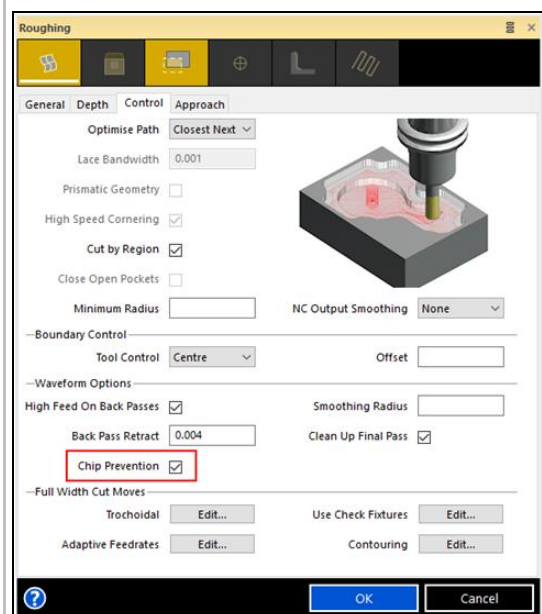 Roughing
General Depth Control Approach
Optimise Path Closest Next
Lace Bandwidth 0.001
Prismatic Geometry
High Speed Cornering
Cut by Region
Close Open Pockets
Minimum Radius NC Output Smoothing None
Boundary Control
Tool Control Centre Offset
Waveform Options
High Feed On Back Passes Smoothing Radius
Back Pass Retract 0.004 Clean Up Final Pass
Chip Prevention
Full Width Cut Moves
Trochoidal Edit... Use Check Fixtures Edit...
Adaptive Feedrates Edit... Contouring Edit...
? OK Cancel